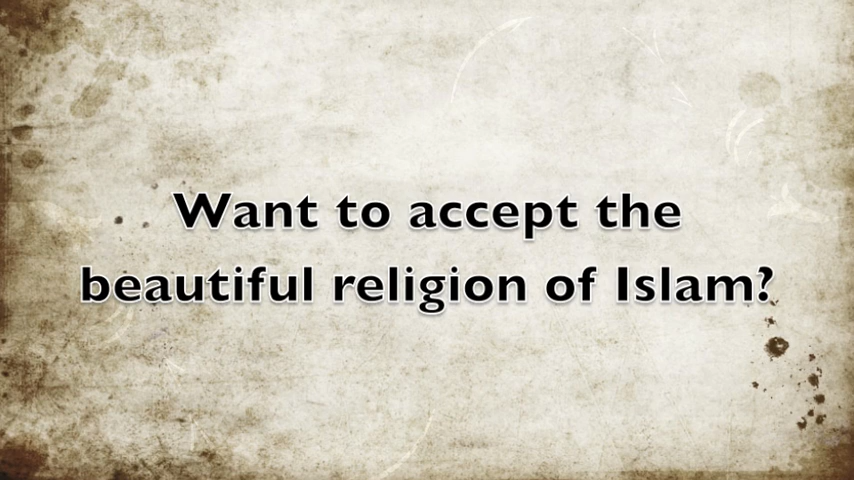 Want to accept the
beautiful religion of Islam?